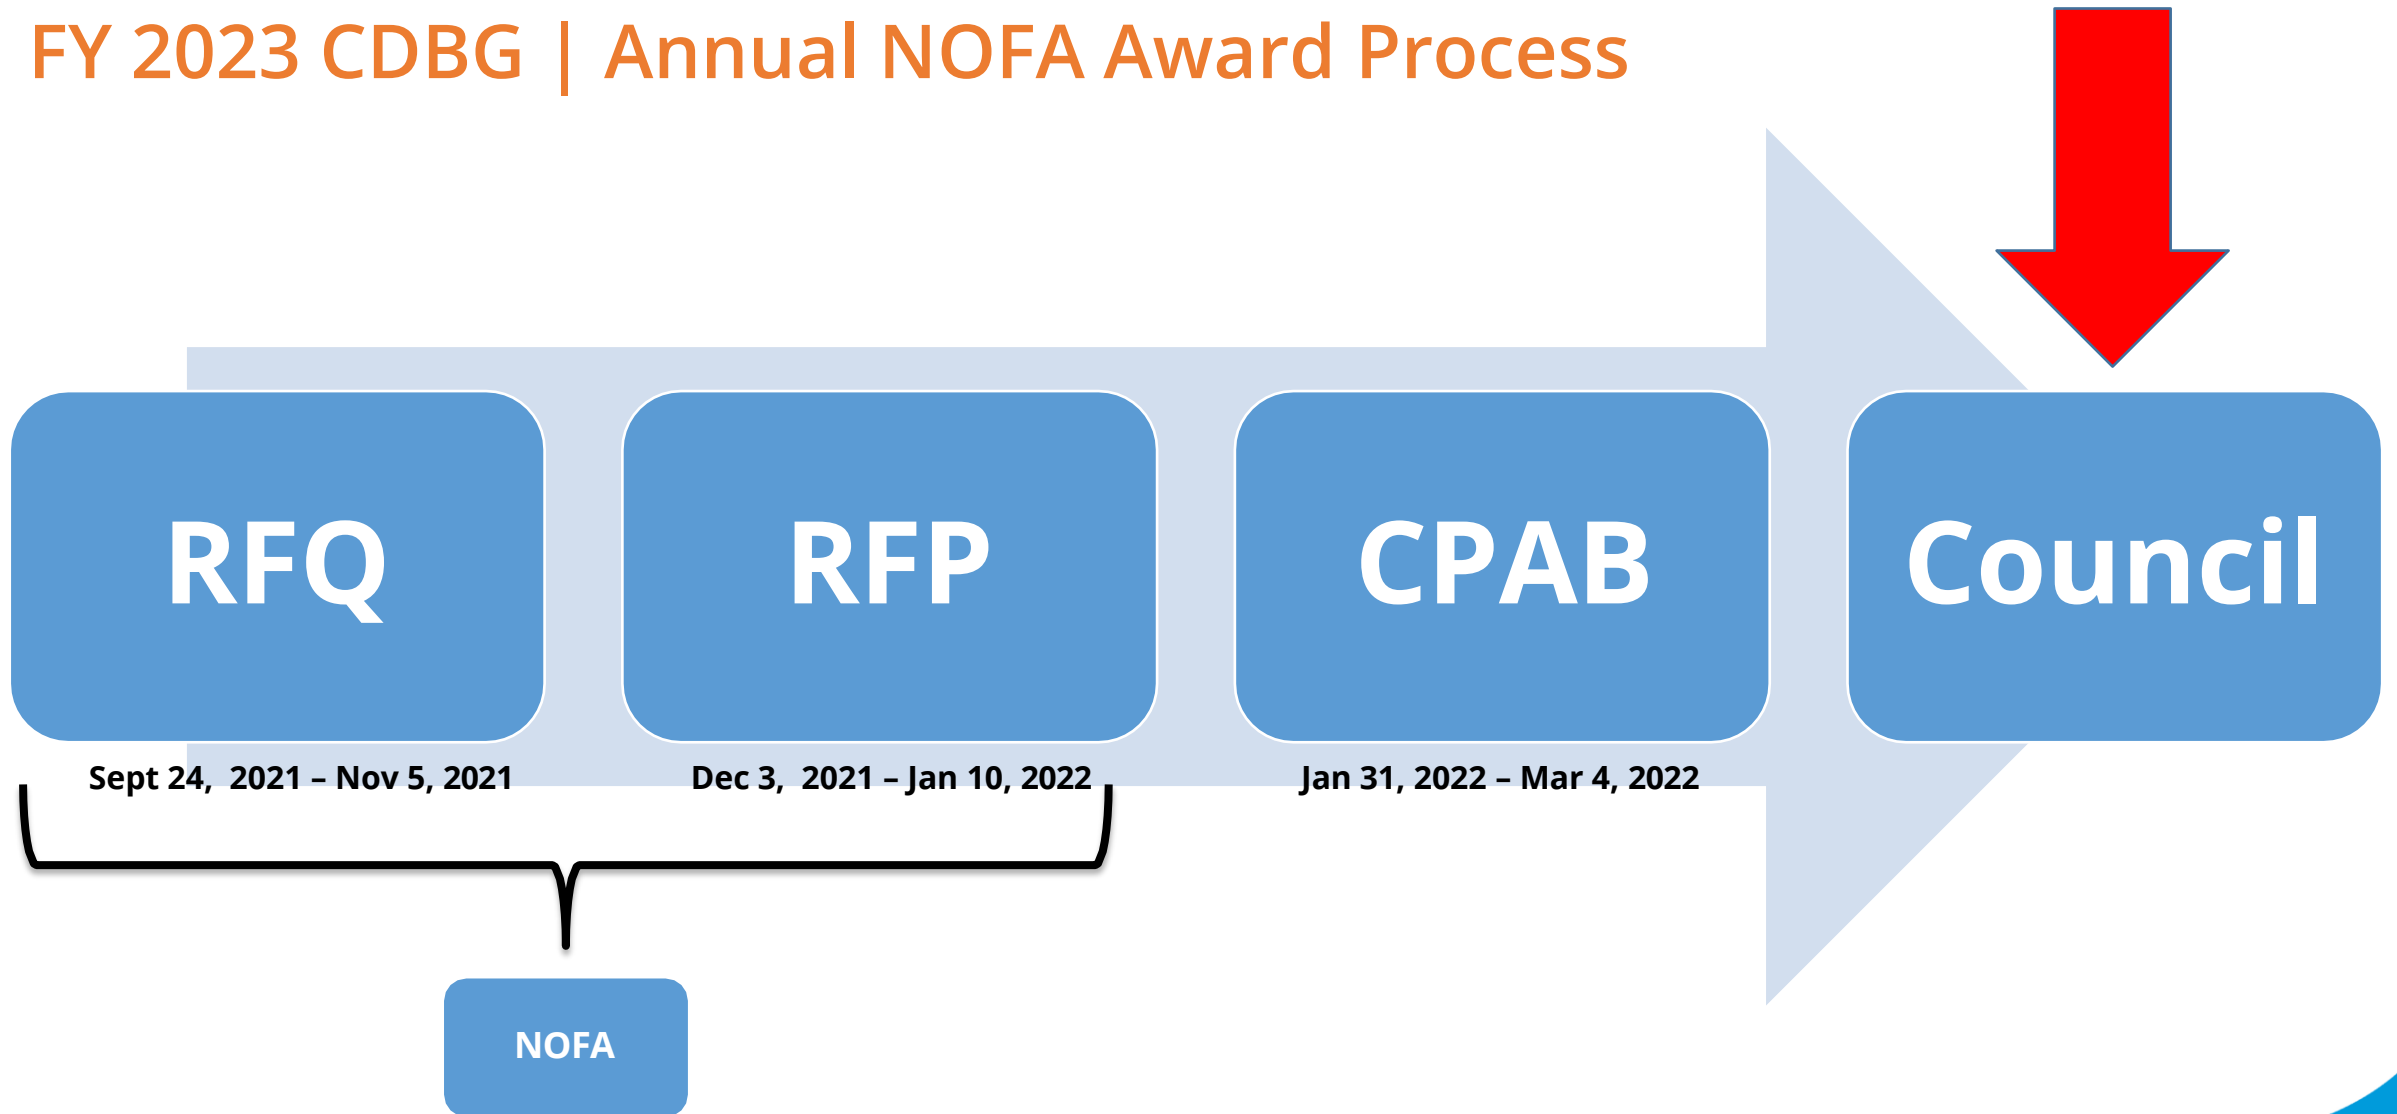 FY 2023 CDBG | Annual NOFA Award Process
RFQ
RFP
CPAB
Council
Sept 24,  2021 – Nov 5, 2021
Dec 3,  2021 – Jan 10, 2022
Jan 31, 2022 – Mar 4, 2022
NOFA